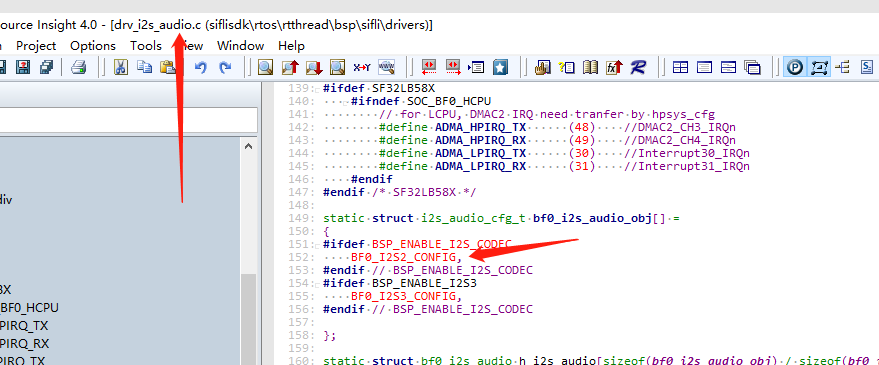 ource Insight 4.0 - [drv_i2s_audio.c (siflisdk\rtos\rtthread\bsp\sifli\drivers)]
Project Options Tools View Window Help
div
BX
_BF0_HCPU
PIRQ_TX
PIRQ_RX
PIRQ_TX
139: #ifdef SF32LB58X
140: #ifndef SOC_BF0_HCPU
141: // for LCPU, DMAC2 IRQ need tranfer by hpsys_cfg
142: #define ADMA_HPIRQ_TX (48) //DMAC2_CH3_IRQn
143: #define ADMA_HPIRQ_RX (49) //DMAC2_CH4_IRQn
144: #define ADMA_LPIRQ_TX (30) //Interrupt30_IRQn
145: #define ADMA_LPIRQ_RX (31) //Interrupt31_IRQn
146: #endif
147: #endif /* SF32LB58X */
148:
149: static struct i2s_audio_cfg_t bf0_i2s_audio_obj[] =
150: {
151: #ifdef BSP_ENABLE_I2S_CODEC
152: BF0_I2S2_CONFIG,
153: #endif // BSP_ENABLE_I2S_CODEC
154: #ifdef BSP_ENABLE_I2S3
155: BF0_I2S3_CONFIG,
156: #endif // BSP_ENABLE_I2S_CODEC
157:
158: };
159:
160: static struct bf0_i2s_audio h_i2s_audio[sizeof(bf0_i2s_audio_obj) / sizeof(bf0_i